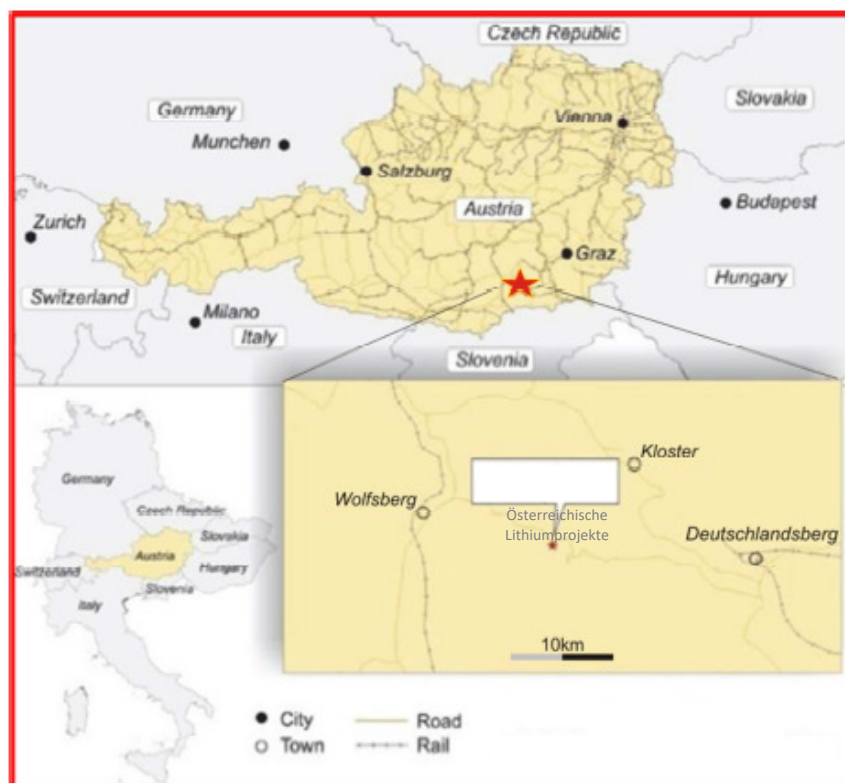 Czech Republic
Germany
Slovakia
Munchen
Vienna
Salzburg
Austria
Budapest
Zurich
Graz
Hungary
Switzerland
Milano
Italy
Slovenia
Kloster
Wolfsberg
Österreichische
Lithiumprojekte
Deutschlandsberg
10km
Germany
Czech Republic
Slovakia
Austria
Switzerland
Hungary
Slovenia
Italy
City
Road
Town
Rail